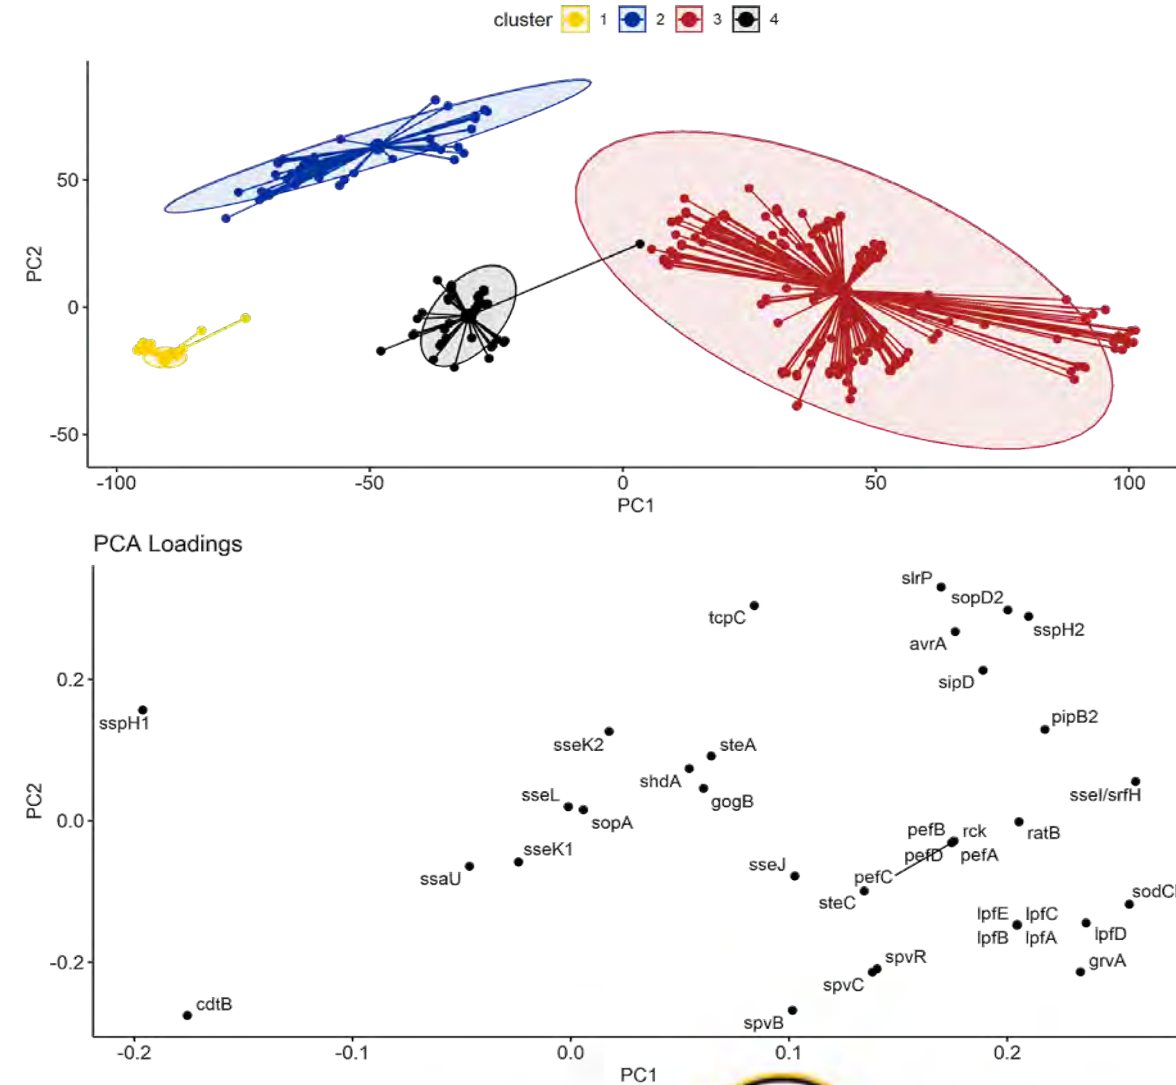 cluster 1 2 3 4
PC2
50
0
-50
-100 -50 0 50 100
PC1
PCA Loadings
slrP
sopD2
tcpC
sspH2
avrA
sipD
0.2
pipB2
sspH1
sseK2
steA
shdA
sseI/srfH
gogB
sseL
PC2
0.0
sopA
pefB rck
ratB
pefD pefA
sseK1
sseJ
pefC
ssaU
steC
sodCI
lpfE lpfC
lpfD
lpfB lpfA
spvR
grvA
-0.2
spvC
cdtB
spvB
-0.2 -0.1 0.0 0.1 0.2
PC1